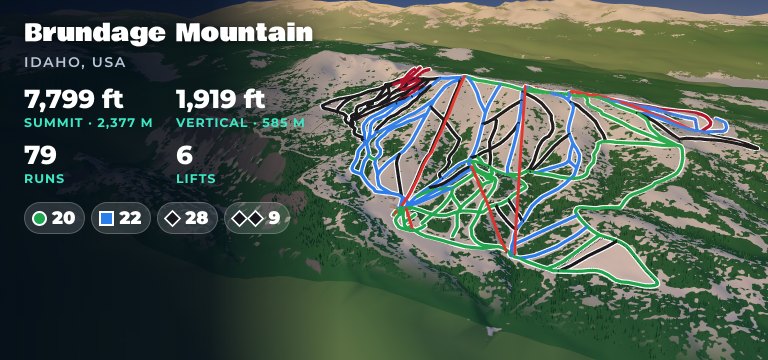 Brundage Mountain
IDAHO, USA
7,799 ft 1,919 ft
SUMMIT · 2,377 M VERTICAL · 585 M
79 6
RUNS LIFTS
20 22 28 9